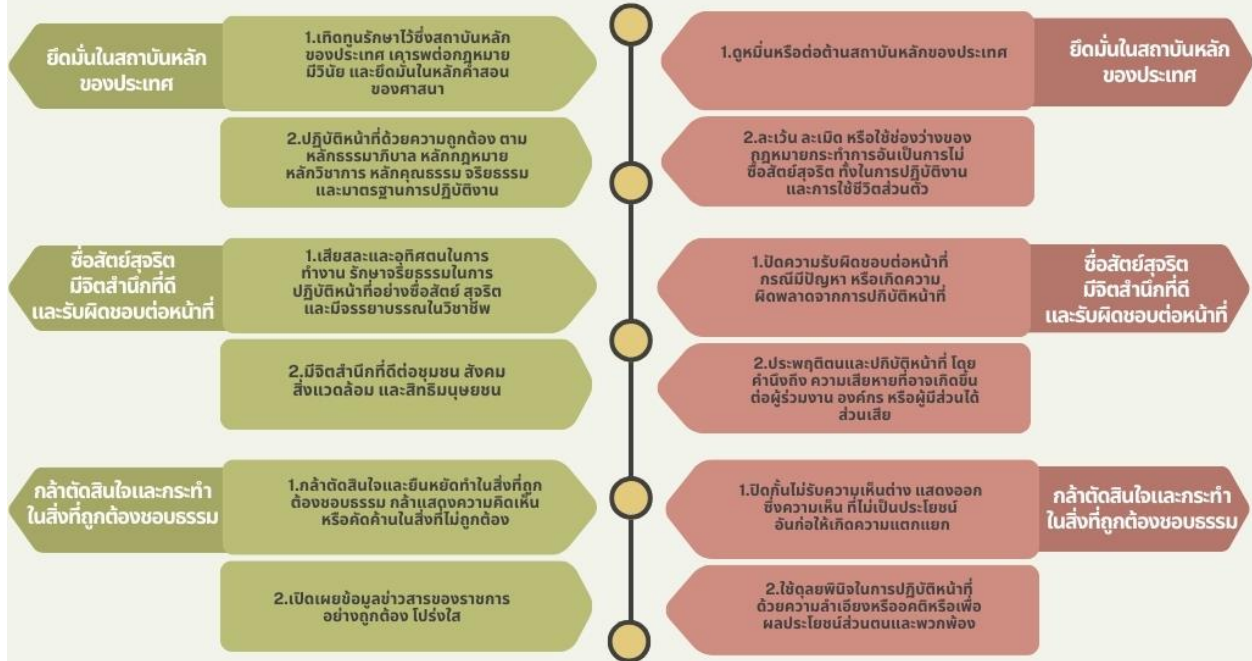 ยึดมั่นในสถาบันหลัก
ของประเทศ
1.เทิดทูนรักษาไว้ซึ่งสถาบันหลัก
ของประเทศ เคารพต่อกฎหมาย
มีวินัย และยึดมั่นในหลักคำสอน
ของศาสนา
2.ปฏิบัติหน้าที่ด้วยความถูกต้อง ตาม
หลักธรรมาภิบาล หลักกฎหมาย
หลักวิชาการ หลักคุณธรรม จริยธรรม
และมาตรฐานการปฏิบัติงาน
ซื่อสัตย์สุจริต
มีจิตสำนึกที่ดี
และรับผิดชอบต่อหน้าที่
1.เสียสละและอุทิศตนในการ
ทำงาน รักษาจริยธรรมในการ
ปฏิบัติหน้าที่อย่างซื่อสัตย์ สุจริต
และมีจรรยาบรรณในวิชาชีพ
2.มีจิตสำนึกที่ดีต่อชุมชน สังคม
สิ่งแวดล้อม และสิทธิมนุษยชน
กล้าตัดสินใจและกระทำ
ในสิ่งที่ถูกต้องชอบธรรม
1.กล้าตัดสินใจและยืนหยัดทำในสิ่งที่ถูก
ต้องชอบธรรม กล้าแสดงความคิดเห็น
หรือคัดค้านในสิ่งที่ไม่ถูกต้อง
2.เปิดเผยข้อมูลข่าวสารของราชการ
อย่างถูกต้อง โปร่งใส
1.ดูหมิ่นหรือต่อต้านสถาบันหลักของประเทศ
ยึดมั่นในสถาบันหลัก
ของประเทศ
2.ละเว้น ละเมิด หรือใช้ช่องว่างของ
กฎหมายกระทำการอันเป็นการไม่
ซื่อสัตย์สุจริต ทั้งในการปฏิบัติงาน
และการใช้ชีวิตส่วนตัว
1.ปัดความรับผิดชอบต่อหน้าที่
กรณีมีปัญหา หรือเกิดความ
ผิดพลาดจากการปฏิบัติหน้าที่
ซื่อสัตย์สุจริต
มีจิตสำนึกที่ดี
และรับผิดชอบต่อหน้าที่
2.ประพฤติตนและปฏิบัติหน้าที่ โดย
คำนึงถึง ความเสียหายที่อาจเกิดขึ้น
ต่อผู้ร่วมงาน องค์กร หรือผู้มีส่วนได้
ส่วนเสีย
1.ปิดกั้นไม่รับความเห็นต่าง แสดงออก
ซึ่งความเห็น ที่ไม่เป็นประโยชน์
อันก่อให้เกิดความแตกแยก
กล้าตัดสินใจและกระทำ
ในสิ่งที่ถูกต้องชอบธรรม
2.ใช้ดุลยพินิจในการปฏิบัติหน้าที่
ด้วยความลำเอียงหรืออคติหรือเพื่อ
ผลประโยชน์ส่วนตนและพวกพ้อง